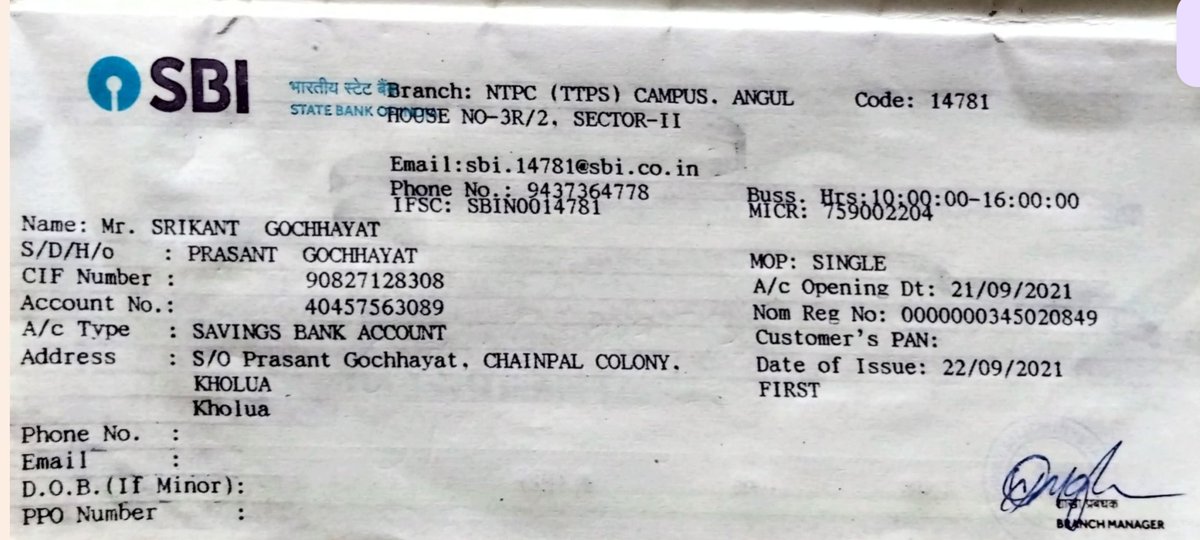 SBI
भारतीय स्टेट बैंक Branch: NTPC (TTPS) CAMPUS. ANGUL Code: 14781
STATE BANK OF INDIA HOUSE NO-3R/2, SECTOR-II
Email:sbi.14781@sbi.co.in
Phone No.: 9437364778 Buss. Hrs:10:00:00-16:00:00
IFSC: SBIN0014781 MICR: 759002204
Name: Mr. SRIKANT GOCHHAYAT
S/D/H/o : PRASANT GOCHHAYAT MOP: SINGLE
CIF Number : 90827128308 A/c Opening Dt: 21/09/2021
Account No.: 40457563089 Nom Reg No: 0000000345020849
A/c Type : SAVINGS BANK ACCOUNT Customer's PAN:
Address : S/O Prasant Gochhayat, CHAINPAL COLONY. Date of Issue: 22/09/2021
KHOLUA FIRST
Kholua
Phone No. :
Email :
D.O.B.(If Minor):
PPO Number :
शाखा प्रबंधक
BRANCH MANAGER